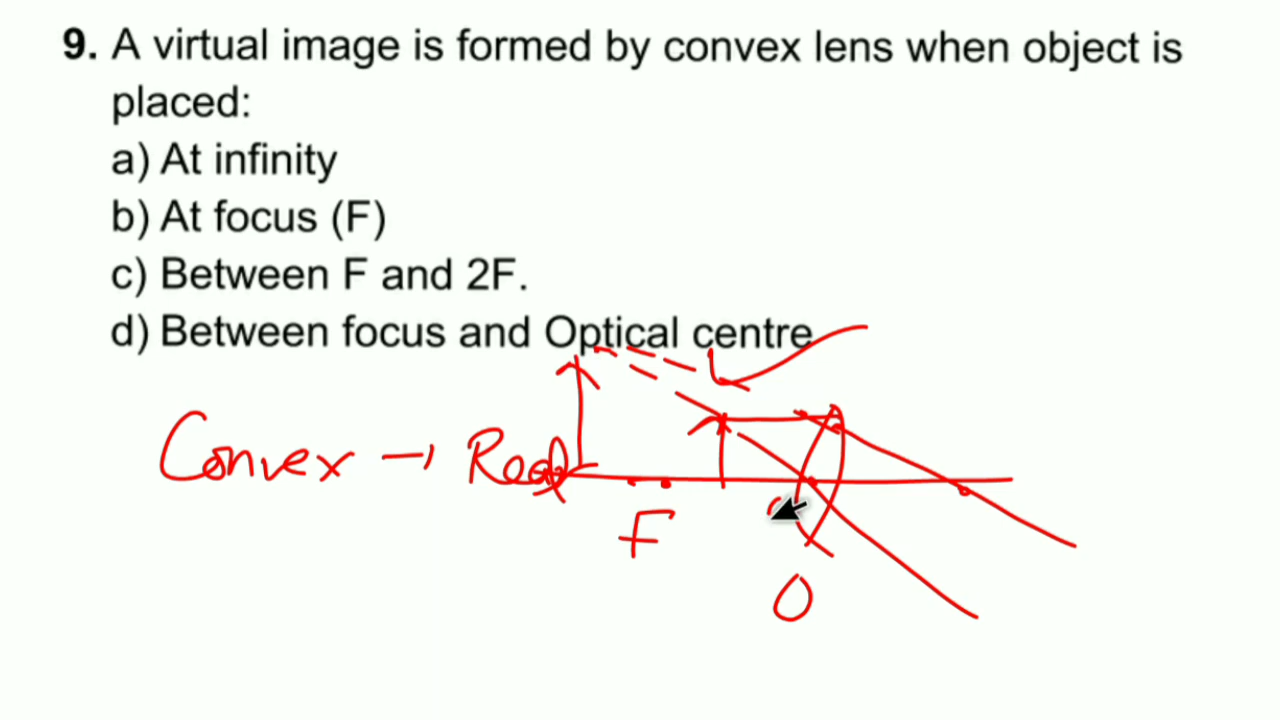 9. A virtual image is formed by convex lens when object is
placed:
a) At infinity
b) At focus (F)
c) Between F and 2F.
d) Between focus and Optical centre
Convex → Real
F
O